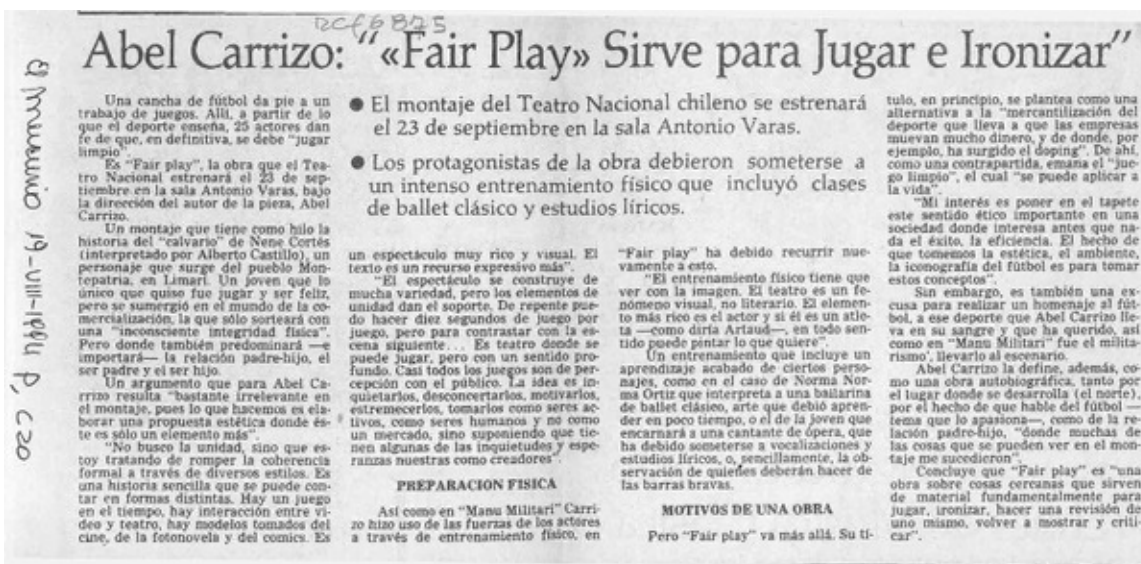 RCf6875
Abel Carrizo: “«Fair Play» Sirve para Jugar e Ironizar”
El Mercurio 19-VIII-1994 p, C20
Una cancha de fútbol da pie a un
trabajo de juegos. Allí, a partir de lo
que el deporte enseña, 25 actores dan
fe de que, en definitiva, se debe “jugar
limpio”.
Es “Fair play”, la obra que el Tea-
tro Nacional estrenará el 23 de sep-
tiembre en la sala Antonio Varas, bajo
la dirección del autor de la pieza, Abel
Carrizo.
Un montaje que tiene como hilo la
historia del “calvario” de Nene Cortés
(interpretado por Alberto Castillo), un
personaje que surge del pueblo Mon-
tepatria, en Limarí. Un joven que lo
único que quiso fue jugar y ser feliz,
pero se sumergió en el mundo de la co-
mercialización, la que sólo sorteará con
una “inconsciente integridad física”.
Pero donde también predominará —e
importará— la relación padre-hijo, el
ser padre y el ser hijo.
Un argumento que para Abel Ca-
rrizo resulta “bastante irrelevante en
el montaje, pues lo que hacemos es ela-
borar una propuesta estética donde és-
te es sólo un elemento más”.
“No busco la unidad, sino que es-
toy tratando de romper la coherencia
formal a través de diversos estilos. Es
una historia sencilla que se puede con-
tar en formas distintas. Hay un juego
en el tiempo, hay interacción entre vi-
deo y teatro, hay modelos tomados del
cine, de la fotonovela y del comics. Es
● El montaje del Teatro Nacional chileno se estrenará
el 23 de septiembre en la sala Antonio Varas.
● Los protagonistas de la obra debieron someterse a
un intenso entrenamiento físico que incluyó clases
de ballet clásico y estudios líricos.
un espectáculo muy rico y visual. El
texto es un recurso expresivo más”.
“El espectáculo se construye de
mucha variedad, pero los elementos de
unidad dan el soporte. De repente pue-
do hacer diez segundos de juego por
juego, pero para contrastar con la es-
cena siguiente... Es teatro donde se
puede jugar, pero con un sentido pro-
fundo. Casi todos los juegos son de per-
cepción con el público. La idea es in-
quietarlos, desconcertarlos, motivarlos,
estremecerlos, tomarlos como seres ac-
tivos, como seres humanos y no como
un mercado, sino suponiendo que tie-
nen algunas de las inquietudes y espe-
ranzas nuestras como creadores”.
PREPARACION FISICA
Así como en “Manu Militari” Carri-
zo hizo uso de las fuerzas de los actores
a través de entrenamiento físico, en
“Fair play” ha debido recurrir nue-
vamente a esto.
“El entrenamiento físico tiene que
ver con la imagen. El teatro es un fe-
nómeno visual, no literario. El elemen-
to más rico es el actor y si él es un atle-
ta —como diría Artaud—, en todo sen-
tido puede pintar lo que quiere”.
Un entrenamiento que incluye un
aprendizaje acabado de ciertos perso-
najes, como en el caso de Norma Nor-
ma Ortiz que interpreta a una bailarina
de ballet clásico, arte que debió apren-
der en poco tiempo, o el de la joven que
encarnará a una cantante de ópera, que
ha debido someterse a vocalizaciones y
estudios líricos, o, sencillamente, la ob-
servación de quienes deberán hacer de
las barras bravas.
MOTIVOS DE UNA OBRA
Pero “Fair play” va más allá. Su tí-
tulo, en principio, se plantea como una
alternativa a la “mercantilización del
deporte que lleva a que las empresas
muevan mucho dinero, y de donde, por
ejemplo, ha surgido el doping”. De ahí,
como una contrapartida, emana el “jue-
go limpio”, el cual “se puede aplicar a
la vida”.
“Mi interés es poner en el tapete
este sentido ético importante en una
sociedad donde interesa antes que na-
da el éxito, la eficiencia. El hecho de
que tomemos la estética, el ambiente,
la iconografía del fútbol es para tomar
estos conceptos”.
Sin embargo, es también una ex-
cusa para realizar un homenaje al fút-
bol, a ese deporte que Abel Carrizo lle-
va en su sangre y que ha querido, así
como en “Manu Militari” fue el milita-
rismo’, llevarlo al escenario.
Abel Carrizo la define, además, co-
mo una obra autobiográfica, tanto por
el lugar donde se desarrolla (el norte),
por el hecho de que hable del fútbol —
tema que lo apasiona—, como de la re-
lación padre-hijo, “donde muchas de
las cosas que se pueden ver en el mon-
taje me sucedieron”.
Concluyo que “Fair play” es “una
obra sobre cosas cercanas que sirven
de material fundamentalmente para
jugar, ironizar, hacer una revisión de
uno mismo, volver a mostrar y criti-
car”.